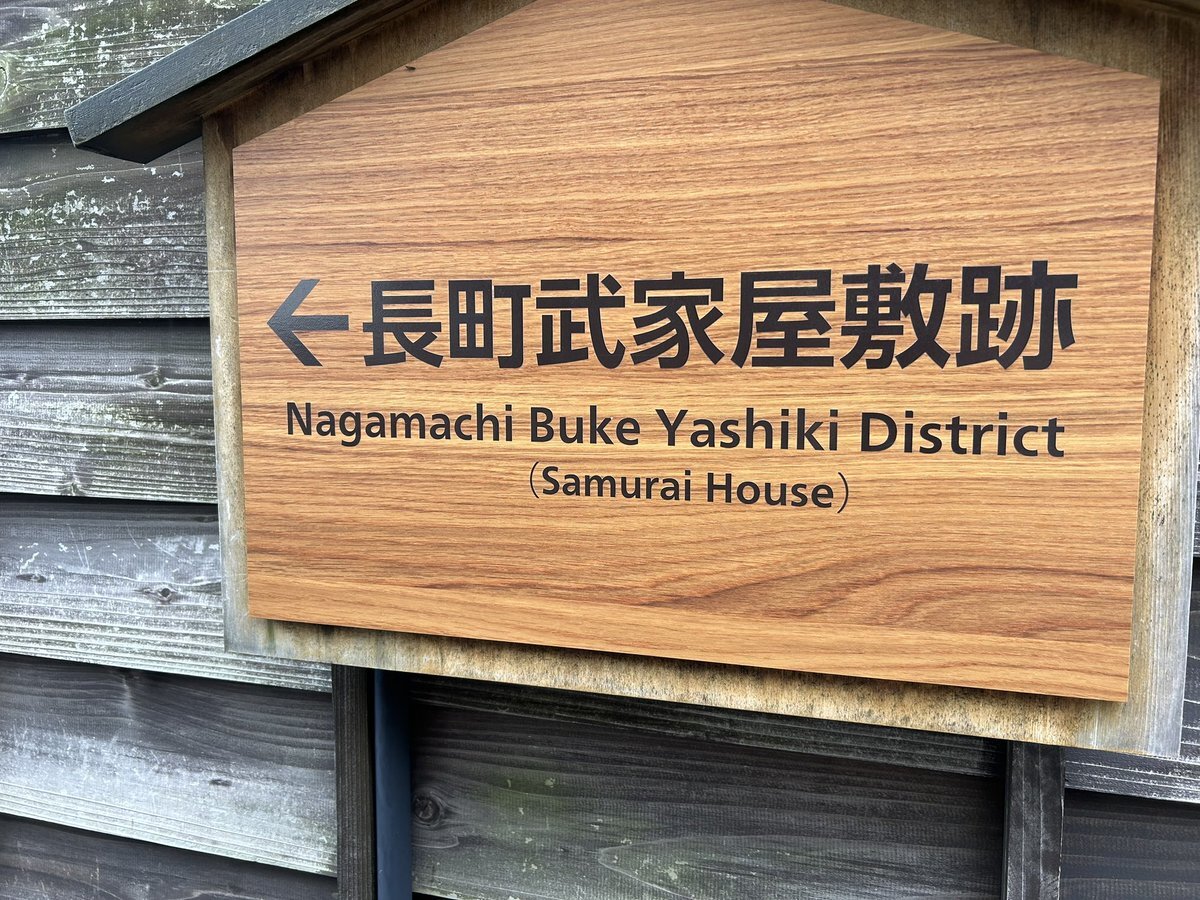 ←長町武家屋敷跡
Nagamachi Buke Yashiki District
（Samurai House）